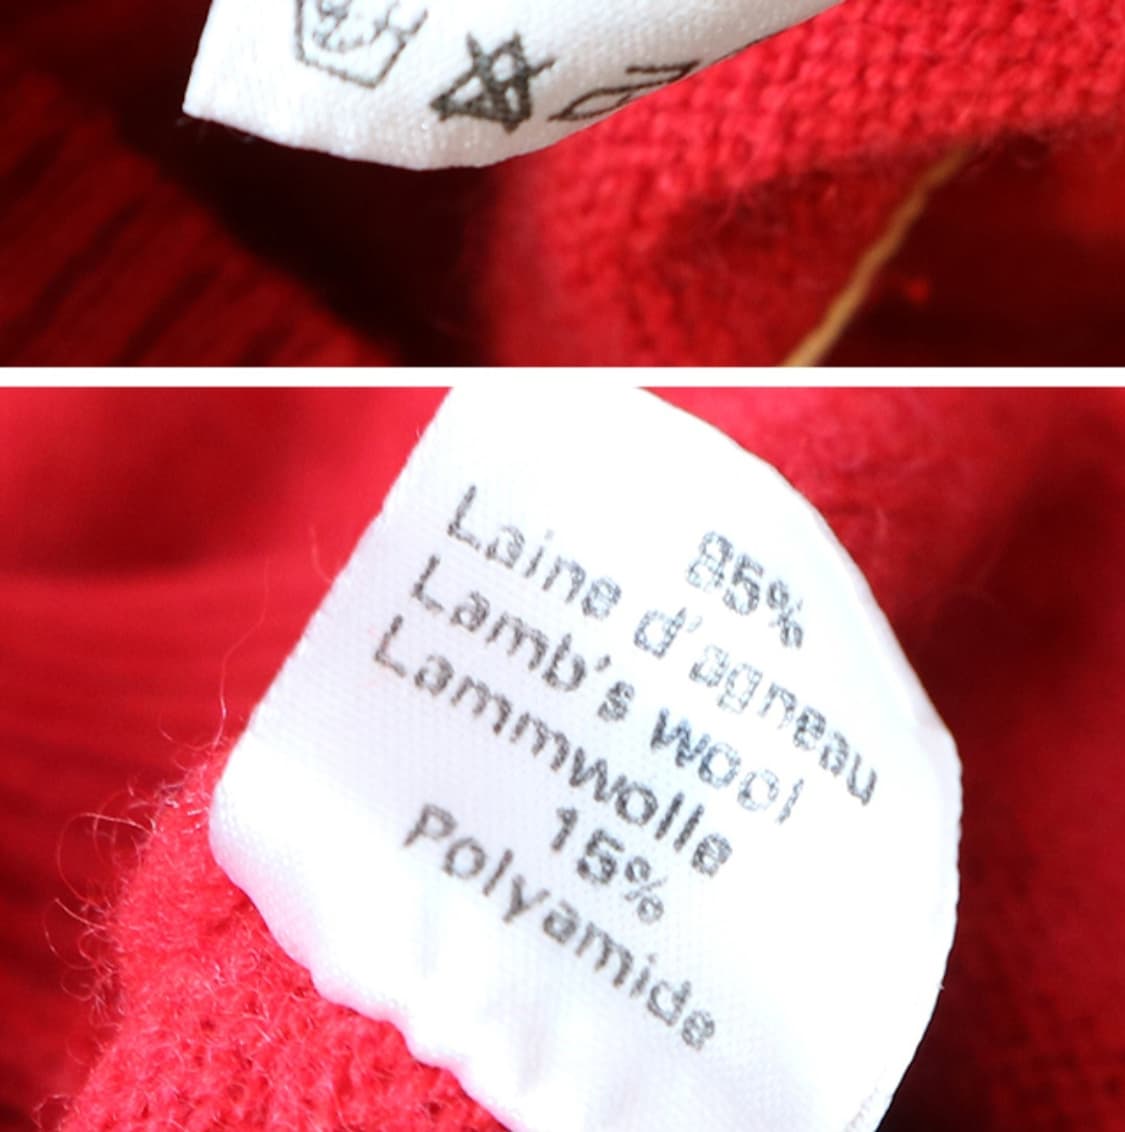 85%
Laine d'agneau
Lamb's wool
Lammwolle
15%
Polyamide